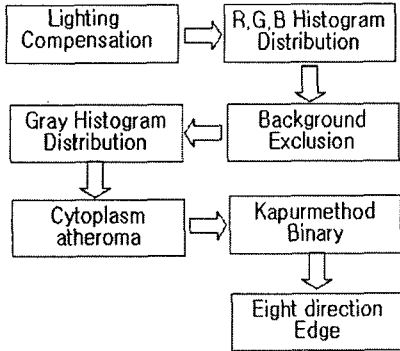 Lighting
Compensation
R,G,B Histogram
Distribution
Background
Exclusion
Gray Histogram
Distribution
Cytoplasm
atheroma
Kapurmethod
Binary
Eight direction
Edge